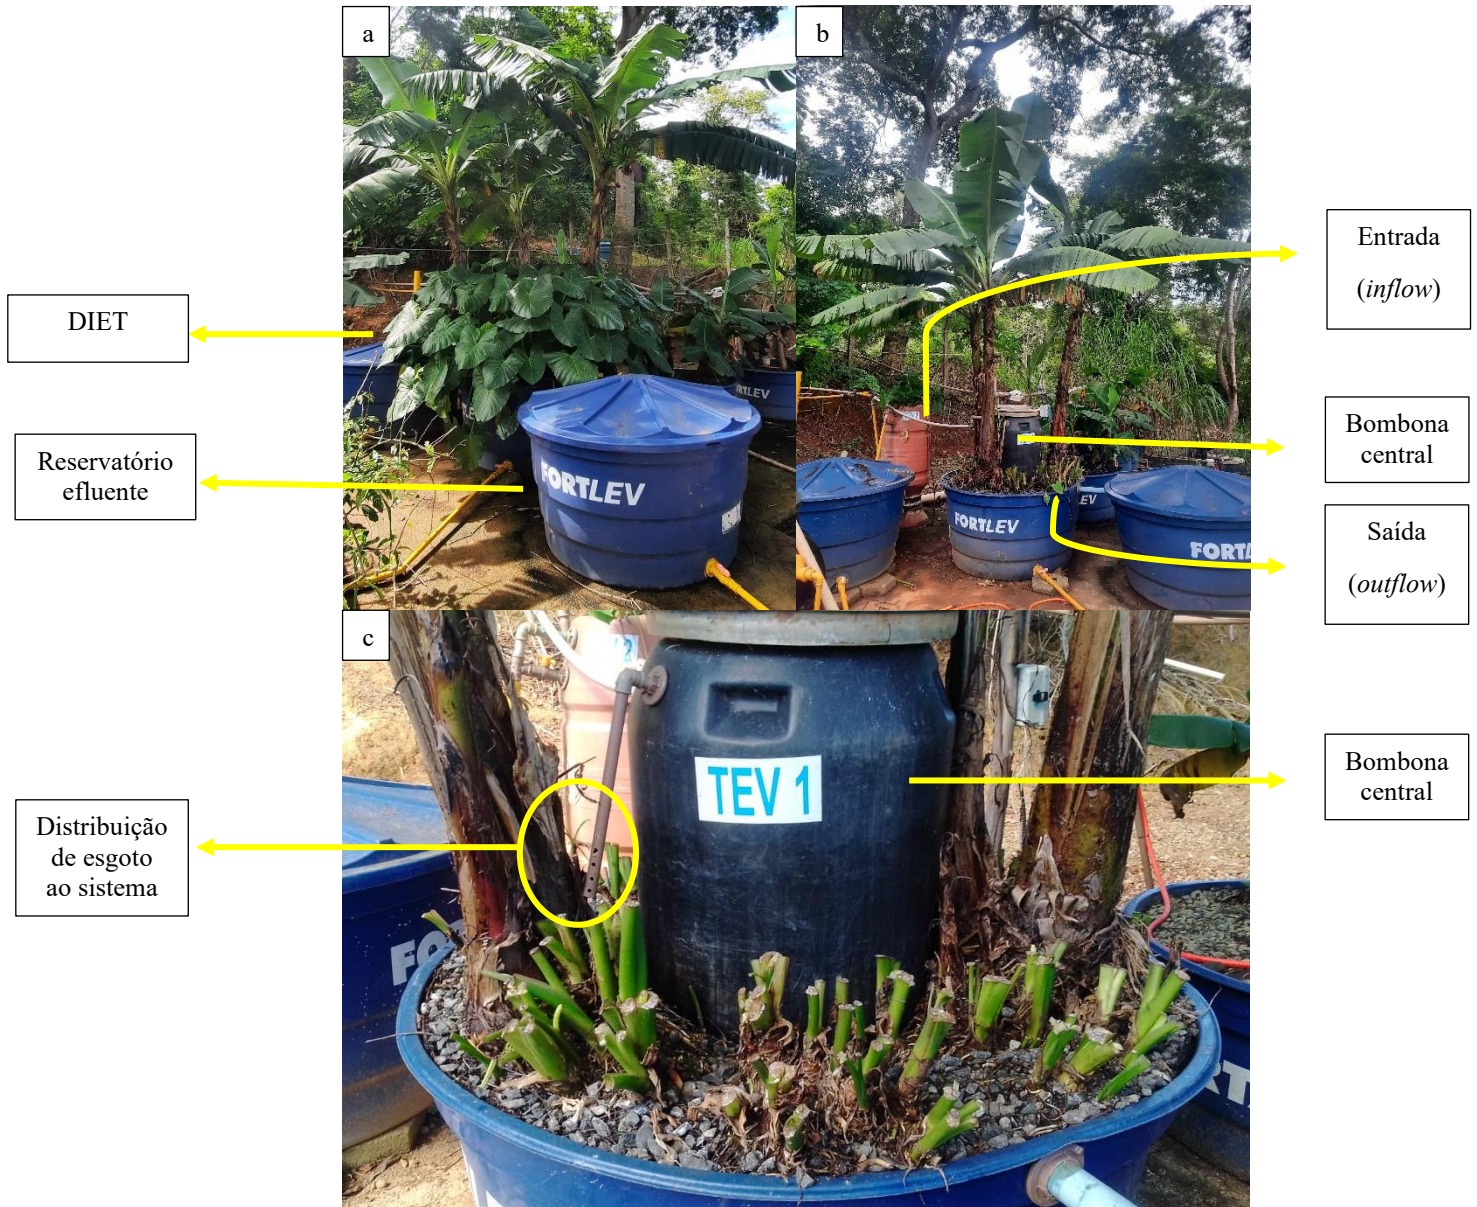 a
b
DIET
Reservatório
efluente
Entrada
(inflow)
Bombona
central
Saída
(outflow)
FORTLEV
FORTLEV
FORTLEV
c
Bombona
central
Distribuição
de esgoto
ao sistema
TEV 1